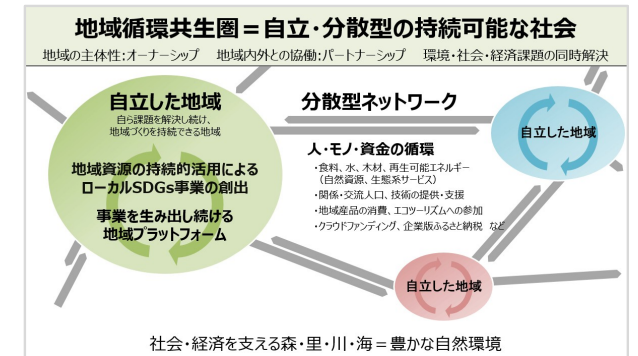 地域循環共生圏＝自立・分散型の持続可能な社会
地域の主体性:オーナーシップ　地域内外との協働:パートナーシップ　環境・社会・経済課題の同時解決
自立した地域
自ら課題を解決し続け、
地域づくりを持続できる地域
地域資源の持続的活用による
ローカルSDGs事業の創出
事業を生み出し続ける
地域プラットフォーム
分散型ネットワーク
人・モノ・資金の循環
・食料、水、木材、再生可能エネルギー
（自然資源、生態系サービス）
・関係・交流人口、技術の提供・支援
・地域産品の消費、エコツーリズムへの参加
・クラウドファンディング、企業版ふるさと納税　など
自立した地域
自立した地域
社会・経済を支える森・里・川・海＝豊かな自然環境